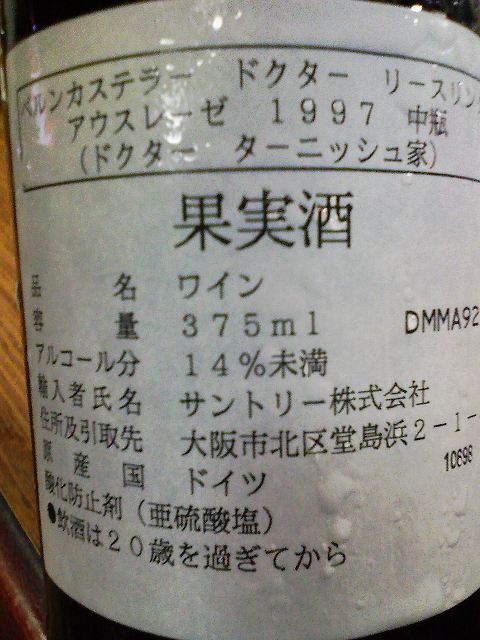 ベルンカステラー ドクター リースリング
アウスレーゼ 1997 中瓶
(ドクター ターニッシュ家)
果実酒
品名 ワイン
容量 375ml
DMMA92
アルコール分 14%未満
輸入者氏名 サントリー株式会社
住所及引取先 大阪市北区堂島浜2-1-
10698
原産国 ドイツ
酸化防止剤(亜硫酸塩)
●飲酒は20歳を過ぎてから